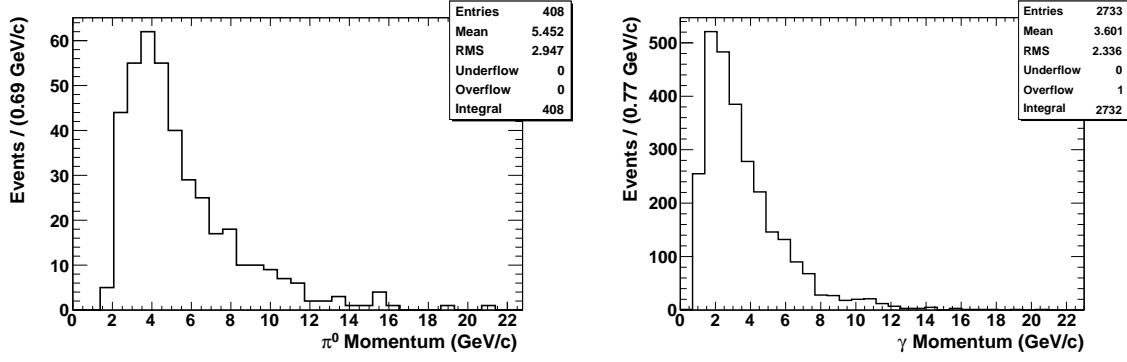 Entries 408
Mean 5.452
RMS 2.947
Underflow 0
Overflow 0
Integral 408
Events / (0.69 GeV/c)
60
50
40
30
20
10
0
0 2 4 6 8 10 12 14 16 18 20 22
π⁰ Momentum (GeV/c)
Entries 2733
Mean 3.601
RMS 2.336
Underflow 0
Overflow 1
Integral 2732
Events / (0.77 GeV/c)
500
400
300
200
100
0
0 2 4 6 8 10 12 14 16 18 20 22
γ Momentum (GeV/c)